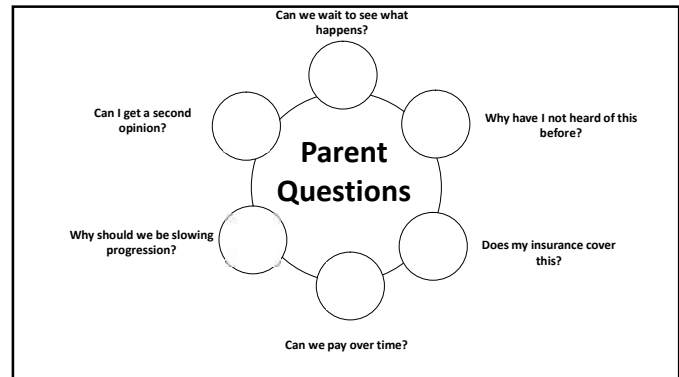 Can we wait to see what
happens?
Can I get a second
opinion?
Why have I not heard of this
before?
Parent
Questions
Why should we be slowing
progression?
Does my insurance cover
this?
Can we pay over time?